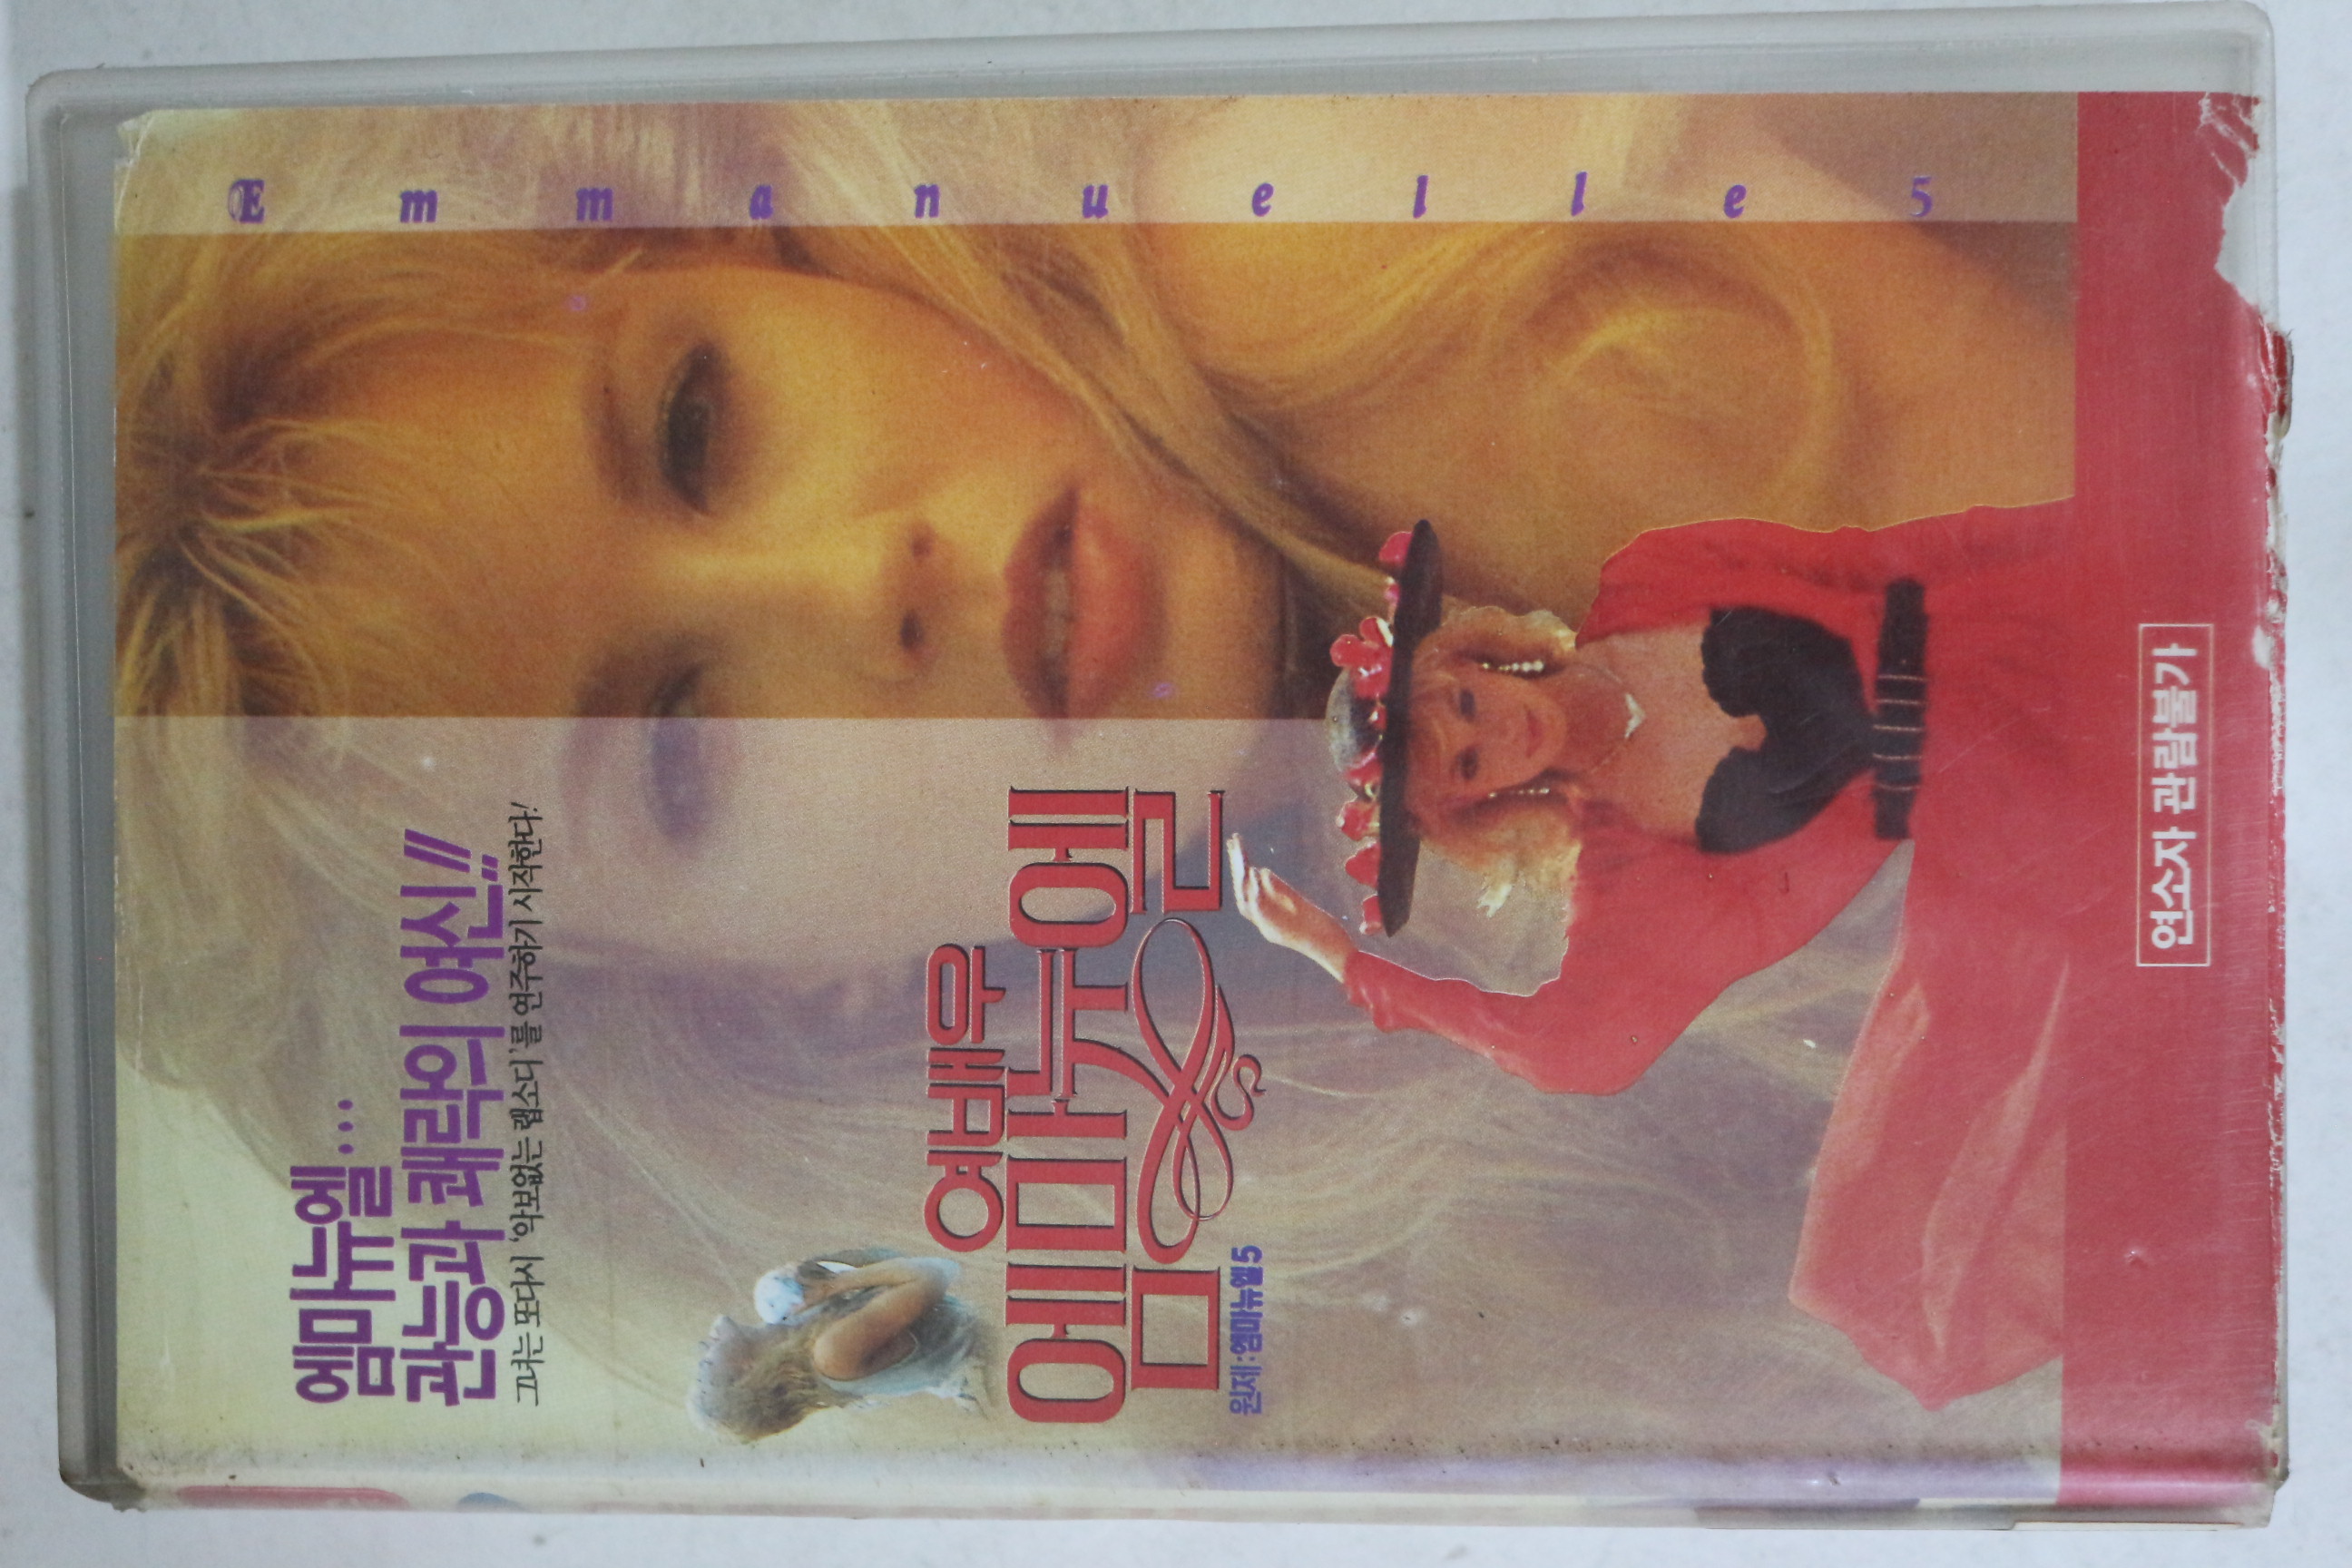 Emmanuelle 5
엠마뉴엘...
관능과 쾌락의 여신!!
그녀는 또다시 '악보없는 랩소디'를 연주하기 시작한다!
여배우
에마뉴엘
원제:엠마뉴엘5
연소자 관람불가